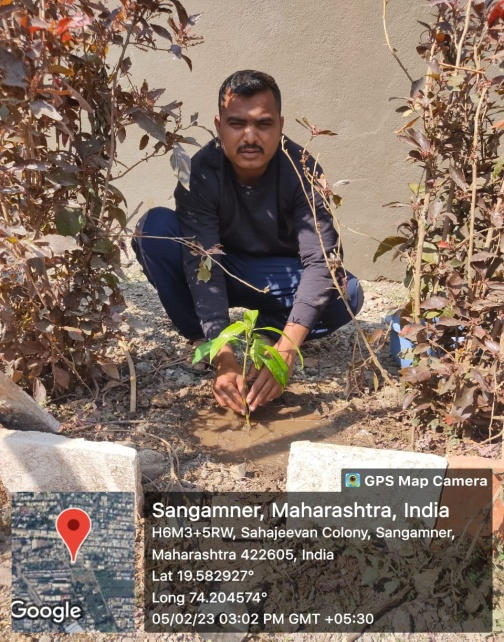 GPS Map Camera
Sangamner, Maharashtra, India
H6M3+5RW, Sahajeevan Colony, Sangamner,
Maharashtra 422605, India
Lat 19.582927°
Long 74.204574°
05/02/23 03:02 PM GMT +05:30
Google